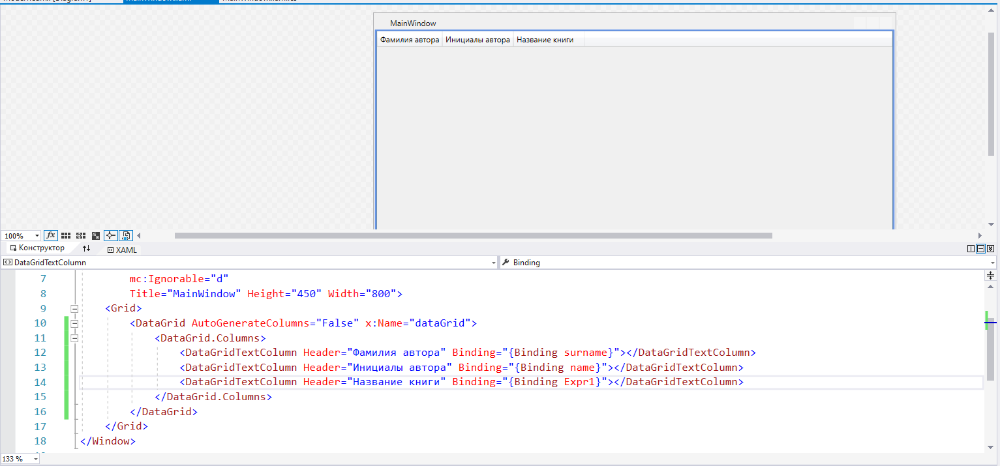 MainWindow
Фамилия автора Инициалы автора Название книги
100% fx
Конструктор XAML
DataGridTextColumn Binding
7 mc:Ignorable="d"
8 Title="MainWindow" Height="450" Width="800">
9 <Grid>
10 <DataGrid AutoGenerateColumns="False" x:Name="dataGrid">
11 <DataGrid.Columns>
12 <DataGridTextColumn Header="Фамилия автора" Binding="{Binding surname}"></DataGridTextColumn>
13 <DataGridTextColumn Header="Инициалы автора" Binding="{Binding name}"></DataGridTextColumn>
14 <DataGridTextColumn Header="Название книги" Binding="{Binding Expr1}"></DataGridTextColumn>
15 </DataGrid.Columns>
16 </DataGrid>
17 </Grid>
18 </Window>
133 %